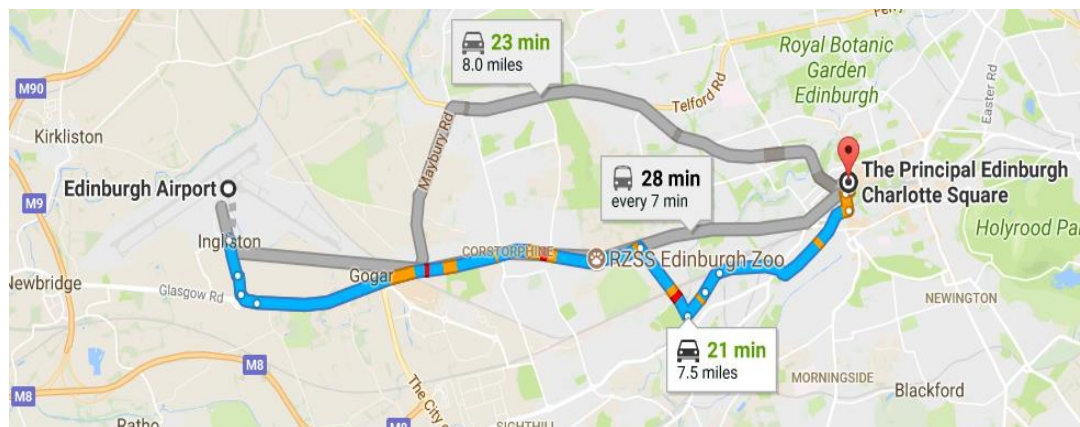 23 min
8.0 miles
Royal Botanic
Garden
Edinburgh
Telford Rd
Easter Rd
M90
Kirkliston
Maybury Rd
Edinburgh Airport
28 min
every 7 min
The Principal Edinburgh
Charlotte Square
M9
Ingliston
CORSTORPHINE
RZSS Edinburgh Zoo
Gogar
Newbridge
Glasgow Rd
NEWINGTON
21 min
7.5 miles
M8
M8
MORNINGSIDE
Blackford
The City of
Ratho
M8
SIGHTHILL